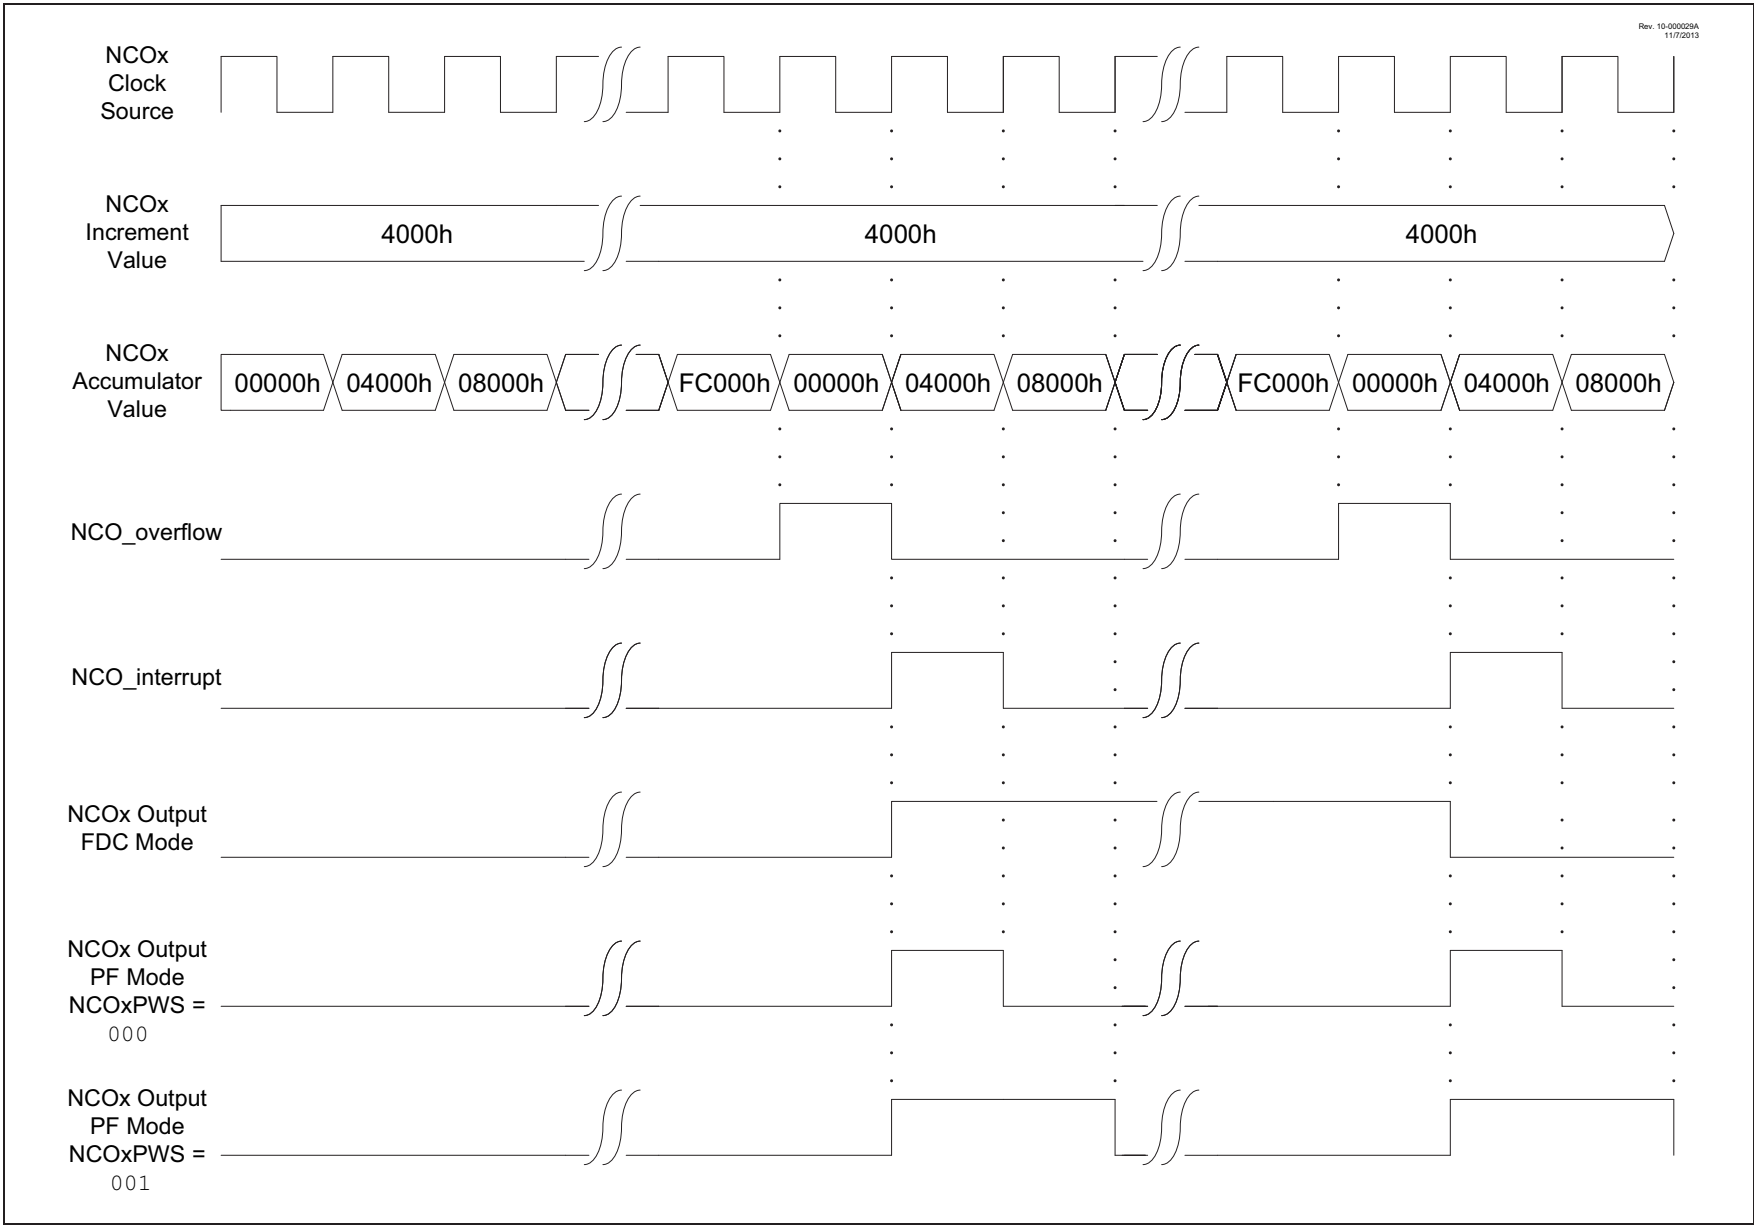 Rev. 10-000029A
11/7/2013
NCOx
Clock
Source
NCOx
Increment
Value
4000h
4000h
4000h
NCOx
Accumulator
Value
00000h
04000h
08000h
FC000h
00000h
04000h
08000h
FC000h
00000h
04000h
08000h
NCO_overflow
NCO_interrupt
NCOx Output
FDC Mode
NCOx Output
PF Mode
NCOxPWS =
000
NCOx Output
PF Mode
NCOxPWS =
001